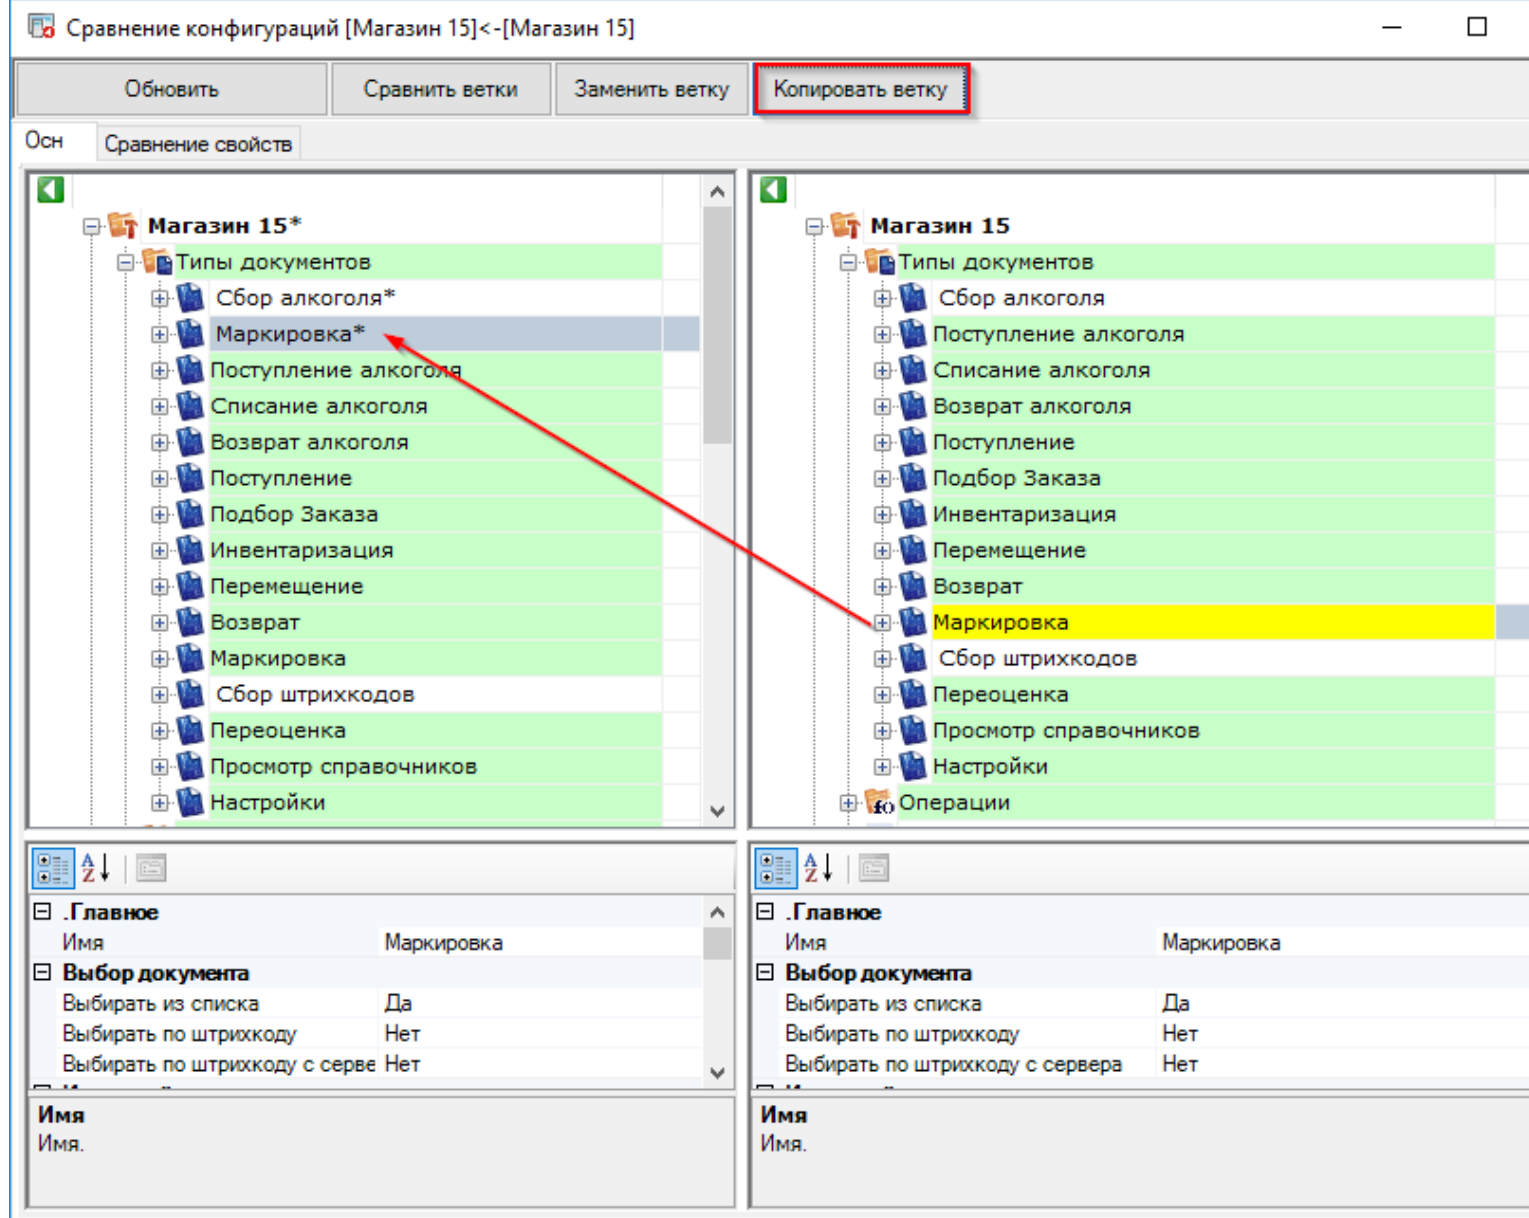 Сравнение конфигураций [Магазин 15]<-[Магазин 15]
Обновить Сравнить ветки Заменить ветку Копировать ветку
Осн Сравнение свойств
Магазин 15*
Типы документов
Сбор алкоголя*
Маркировка*
Поступление алкоголя
Списание алкоголя
Возврат алкоголя
Поступление
Подбор Заказа
Инвентаризация
Перемещение
Возврат
Маркировка
Сбор штрихкодов
Переоценка
Просмотр справочников
Настройки
Магазин 15
Типы документов
Сбор алкоголя
Поступление алкоголя
Списание алкоголя
Возврат алкоголя
Поступление
Подбор Заказа
Инвентаризация
Перемещение
Возврат
Маркировка
Сбор штрихкодов
Переоценка
Просмотр справочников
Настройки
Операции
.Главное
Имя Маркировка
Выбор документа
Выбирать из списка Да
Выбирать по штрихкоду Нет
Выбирать по штрихкоду с серве Нет
Имя
Имя.
.Главное
Имя Маркировка
Выбор документа
Выбирать из списка Да
Выбирать по штрихкоду Нет
Выбирать по штрихкоду с сервера Нет
Имя
Имя.